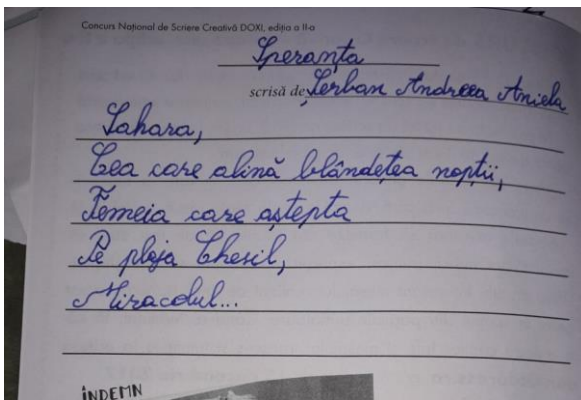 Concurs Național de Scriere Creativă DOXI, ediția a II-a
Speranța
scrisă de Șerban Andreea Aniela
Sahara,
Cea care alină blândețea nopții,
Femeia care aștepta
Pe plaja Chesil,
Miracolul...
ÎNDEMN